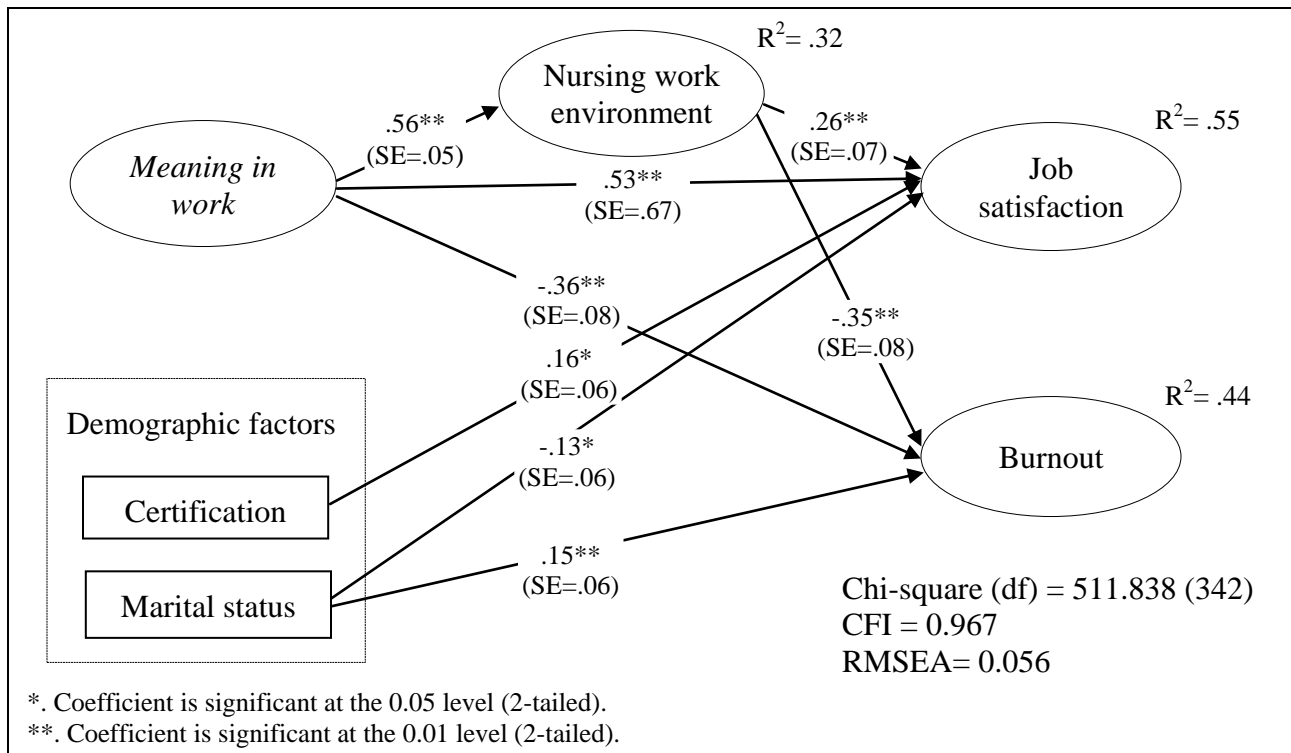 R2= .32
Nursing work
environment
.56**
(SE=.05)
.26**
(SE=.07)
R2= .55
Meaning in
work
.53**
(SE=.67)
Job
satisfaction
-.36**
(SE=.08)
-.35**
(SE=.08)
.16*
(SE=.06)
R2= .44
Demographic factors
-.13*
(SE=.06)
Burnout
Certification
.15**
(SE=.06)
Marital status
Chi-square (df) = 511.838 (342)
CFI = 0.967
RMSEA= 0.056
*. Coefficient is significant at the 0.05 level (2-tailed).
**. Coefficient is significant at the 0.01 level (2-tailed).